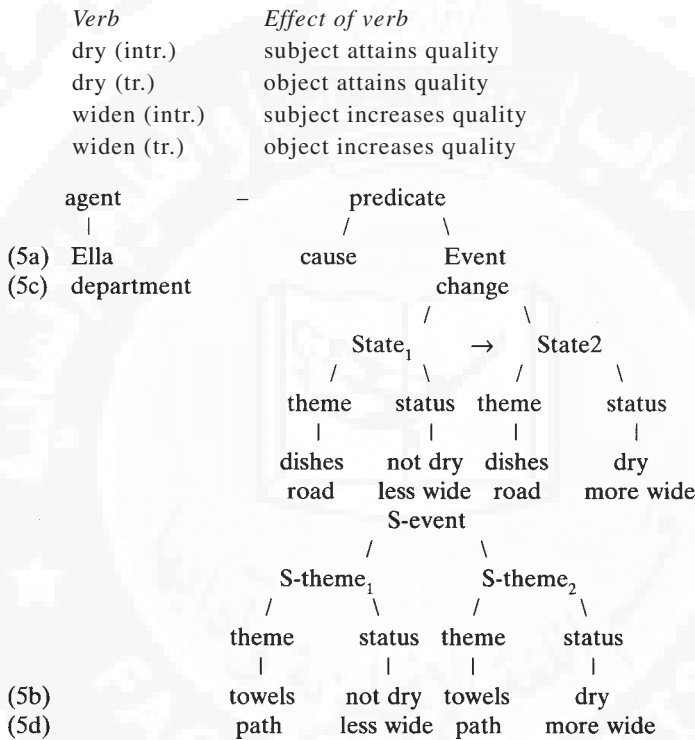 Verb Effect of verb
dry (intr.) subject attains quality
dry (tr.) object attains quality
widen (intr.) subject increases quality
widen (tr.) object increases quality
agent – predicate
| / \
(5a) Ella cause Event
(5c) department change
/ \
State₁ → State2
/ \ / \
theme status theme status
| | | |
dishes not dry dishes dry
road less wide road more wide
S-event
/ \
S-theme₁ S-theme₂
/ \ / \
theme status theme status
| | | |
(5b) towels not dry towels dry
(5d) path less wide path more wide